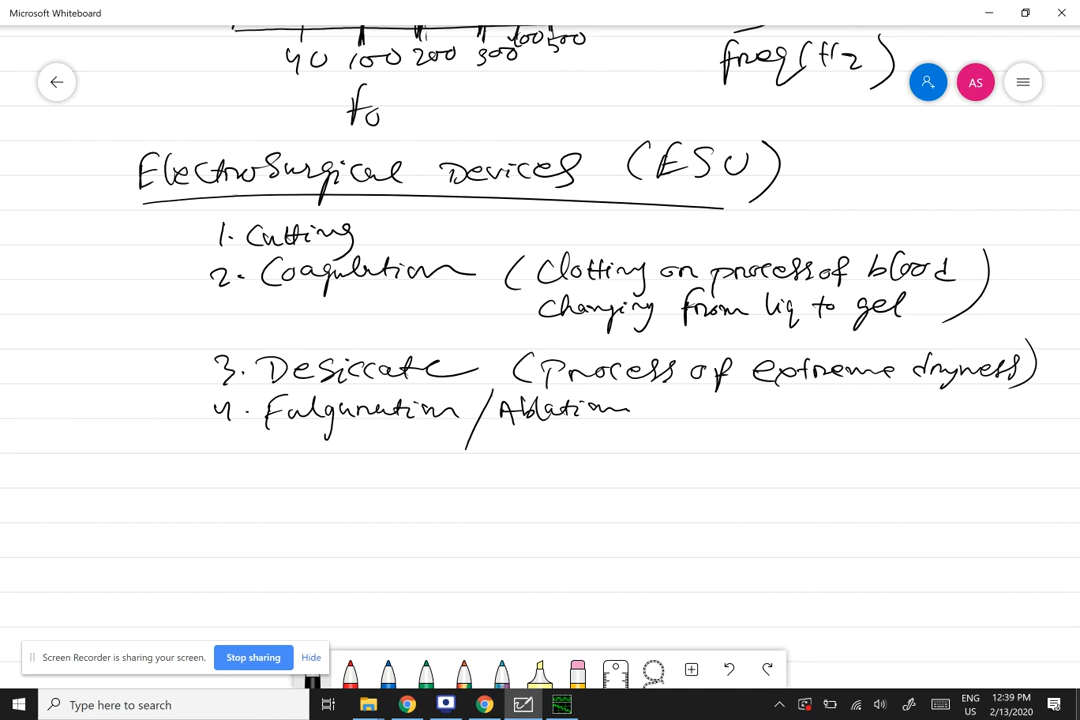 Microsoft Whiteboard
40 100 200 300 400 500
freq (Hz)
f0
AS
ElectroSurgical Devices (ESU)
1. Cutting
2. Coagulation (Clotting or process of blood
changing from liq to gel)
3. Desiccate (process of extreme dryness)
4. Fulguration / Ablation
Screen Recorder is sharing your screen. Stop sharing Hide
Type here to search
ENG
US
12:39 PM
2/13/2020